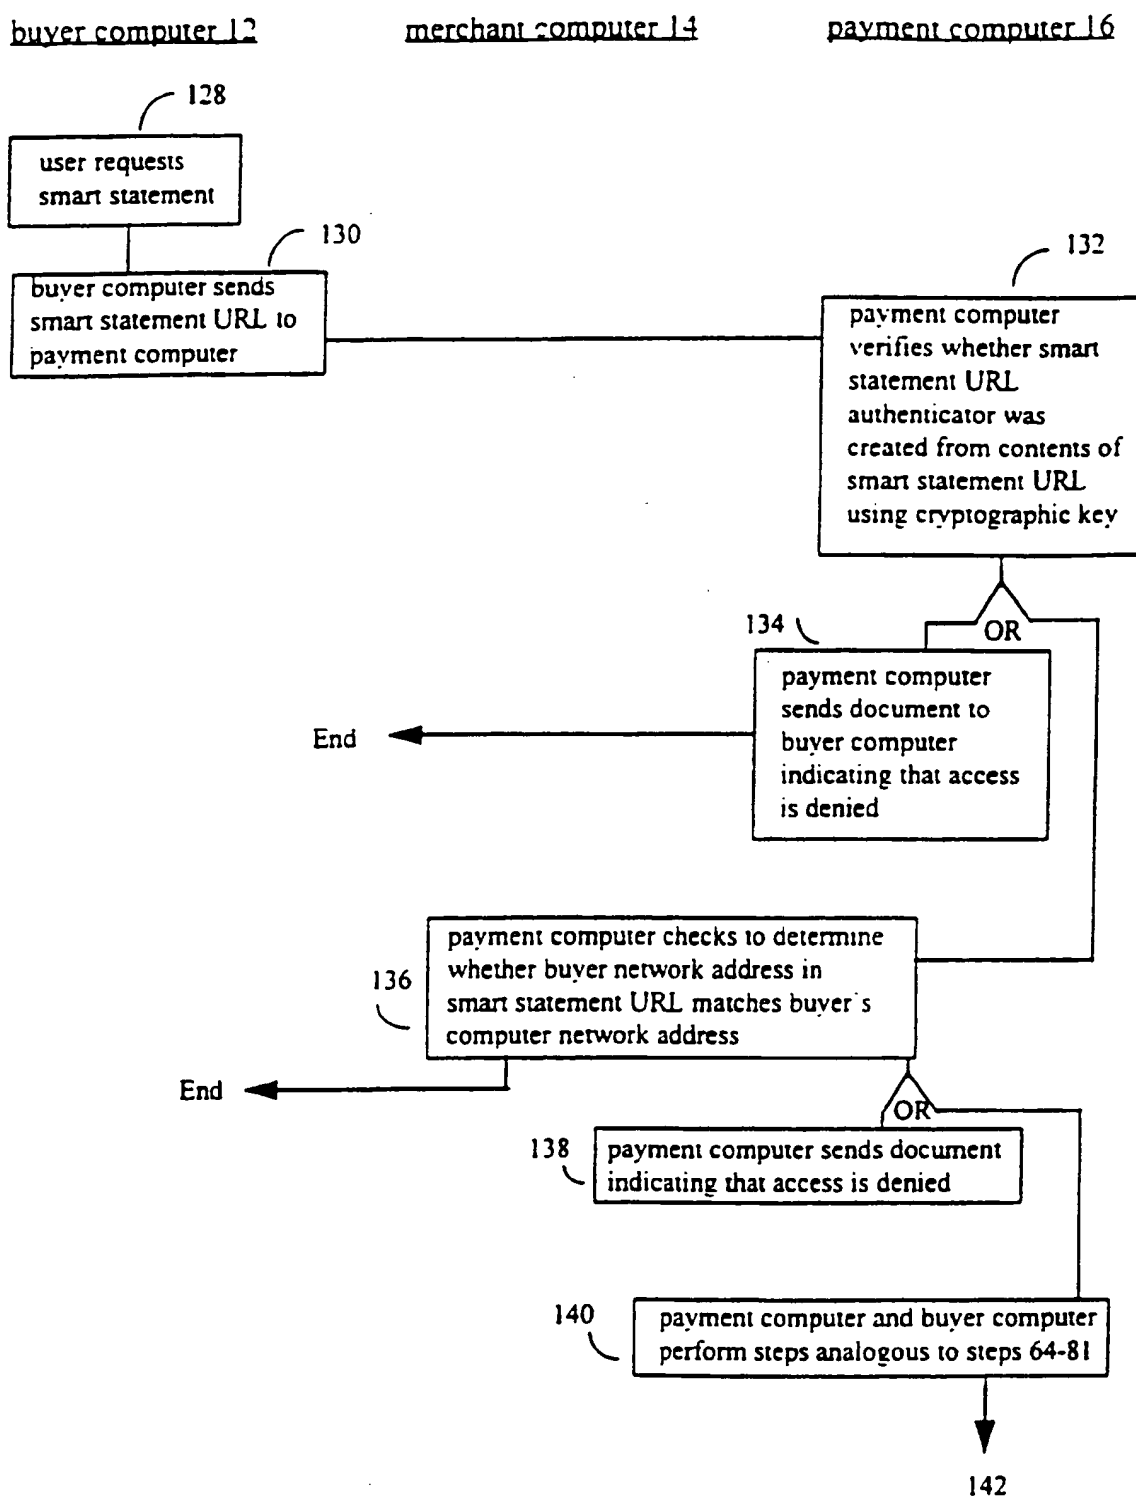 buyer computer 12
merchant computer 14
payment computer 16
128
user requests
smart statement
130
buyer computer sends
smart statement URL to
payment computer
132
payment computer
verifies whether smart
statement URL
authenticator was
created from contents of
smart statement URL
using cryptographic key
OR
134
payment computer
sends document to
buyer computer
indicating that access
is denied
End
136
payment computer checks to determine
whether buyer network address in
smart statement URL matches buyer's
computer network address
End
OR
138
payment computer sends document
indicating that access is denied
140
payment computer and buyer computer
perform steps analogous to steps 64-81
142